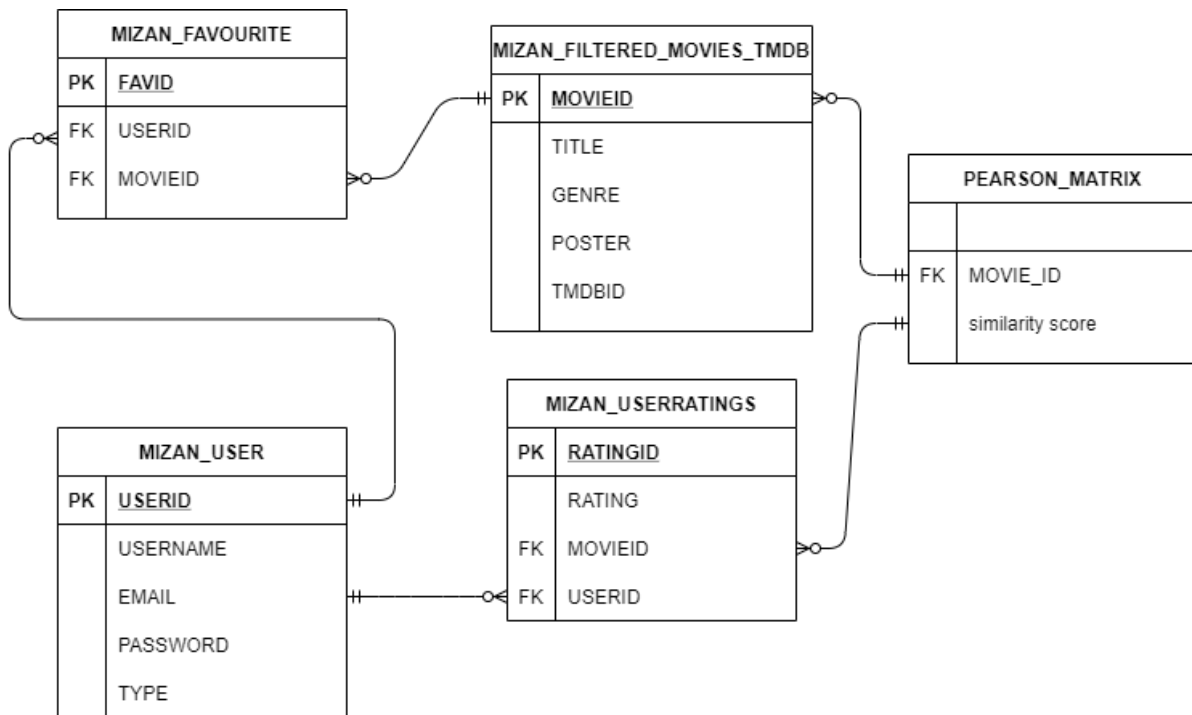 MIZAN_FAVOURITE
PK FAVID
FK USERID
FK MOVIEID
MIZAN_FILTERED_MOVIES_TMDB
PK MOVIEID
TITLE
GENRE
POSTER
TMDBID
PEARSON_MATRIX
FK MOVIE_ID
similarity score
MIZAN_USER
PK USERID
USERNAME
EMAIL
PASSWORD
TYPE
MIZAN_USERRATINGS
PK RATINGID
RATING
FK MOVIEID
FK USERID